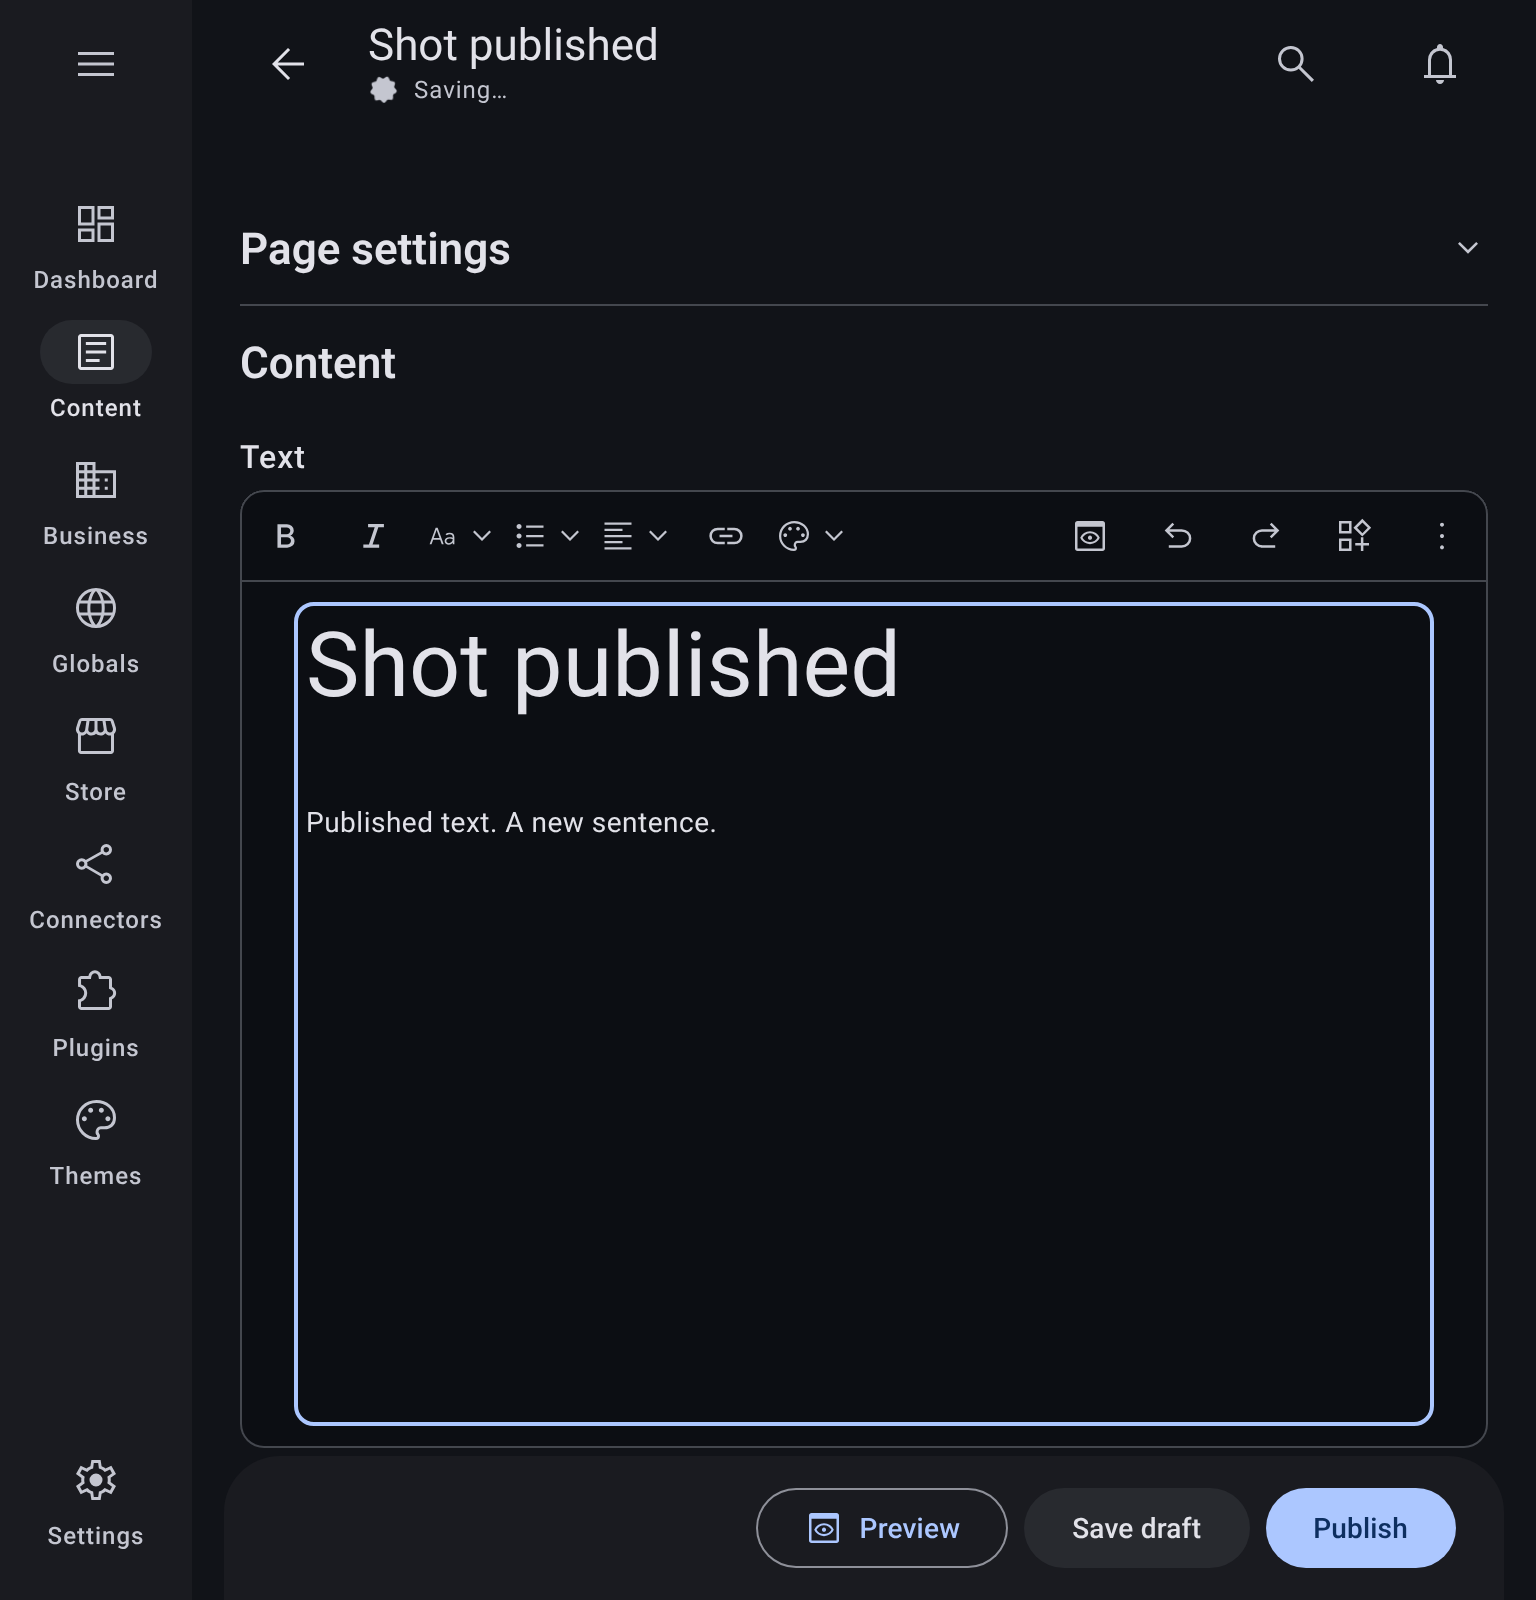 Shot published
Saving…
Dashboard
Content
Business
Globals
Store
Connectors
Plugins
Themes
Settings
Page settings
Content
Text
B I Aa
Shot published
Published text. A new sentence.
Preview
Save draft
Publish